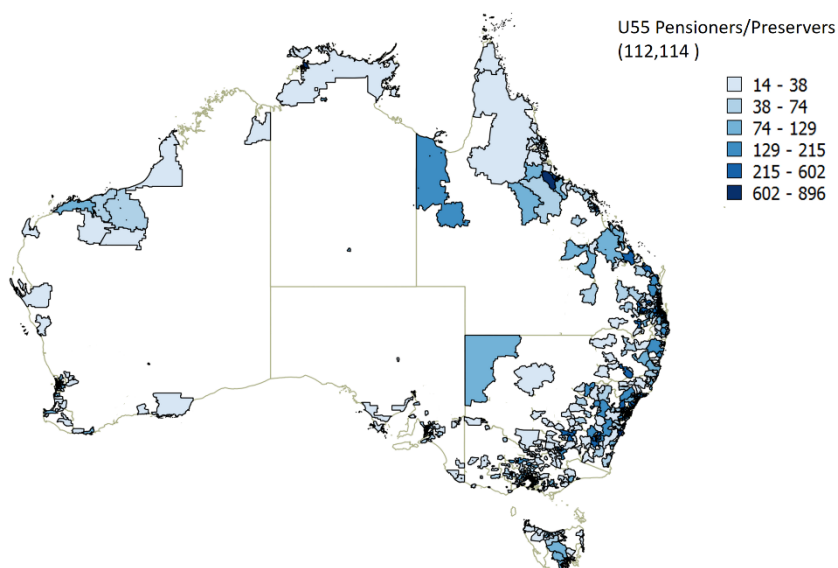 U55 Pensioners/Preservers
(112,114 )
14 - 38
38 - 74
74 - 129
129 - 215
215 - 602
602 - 896